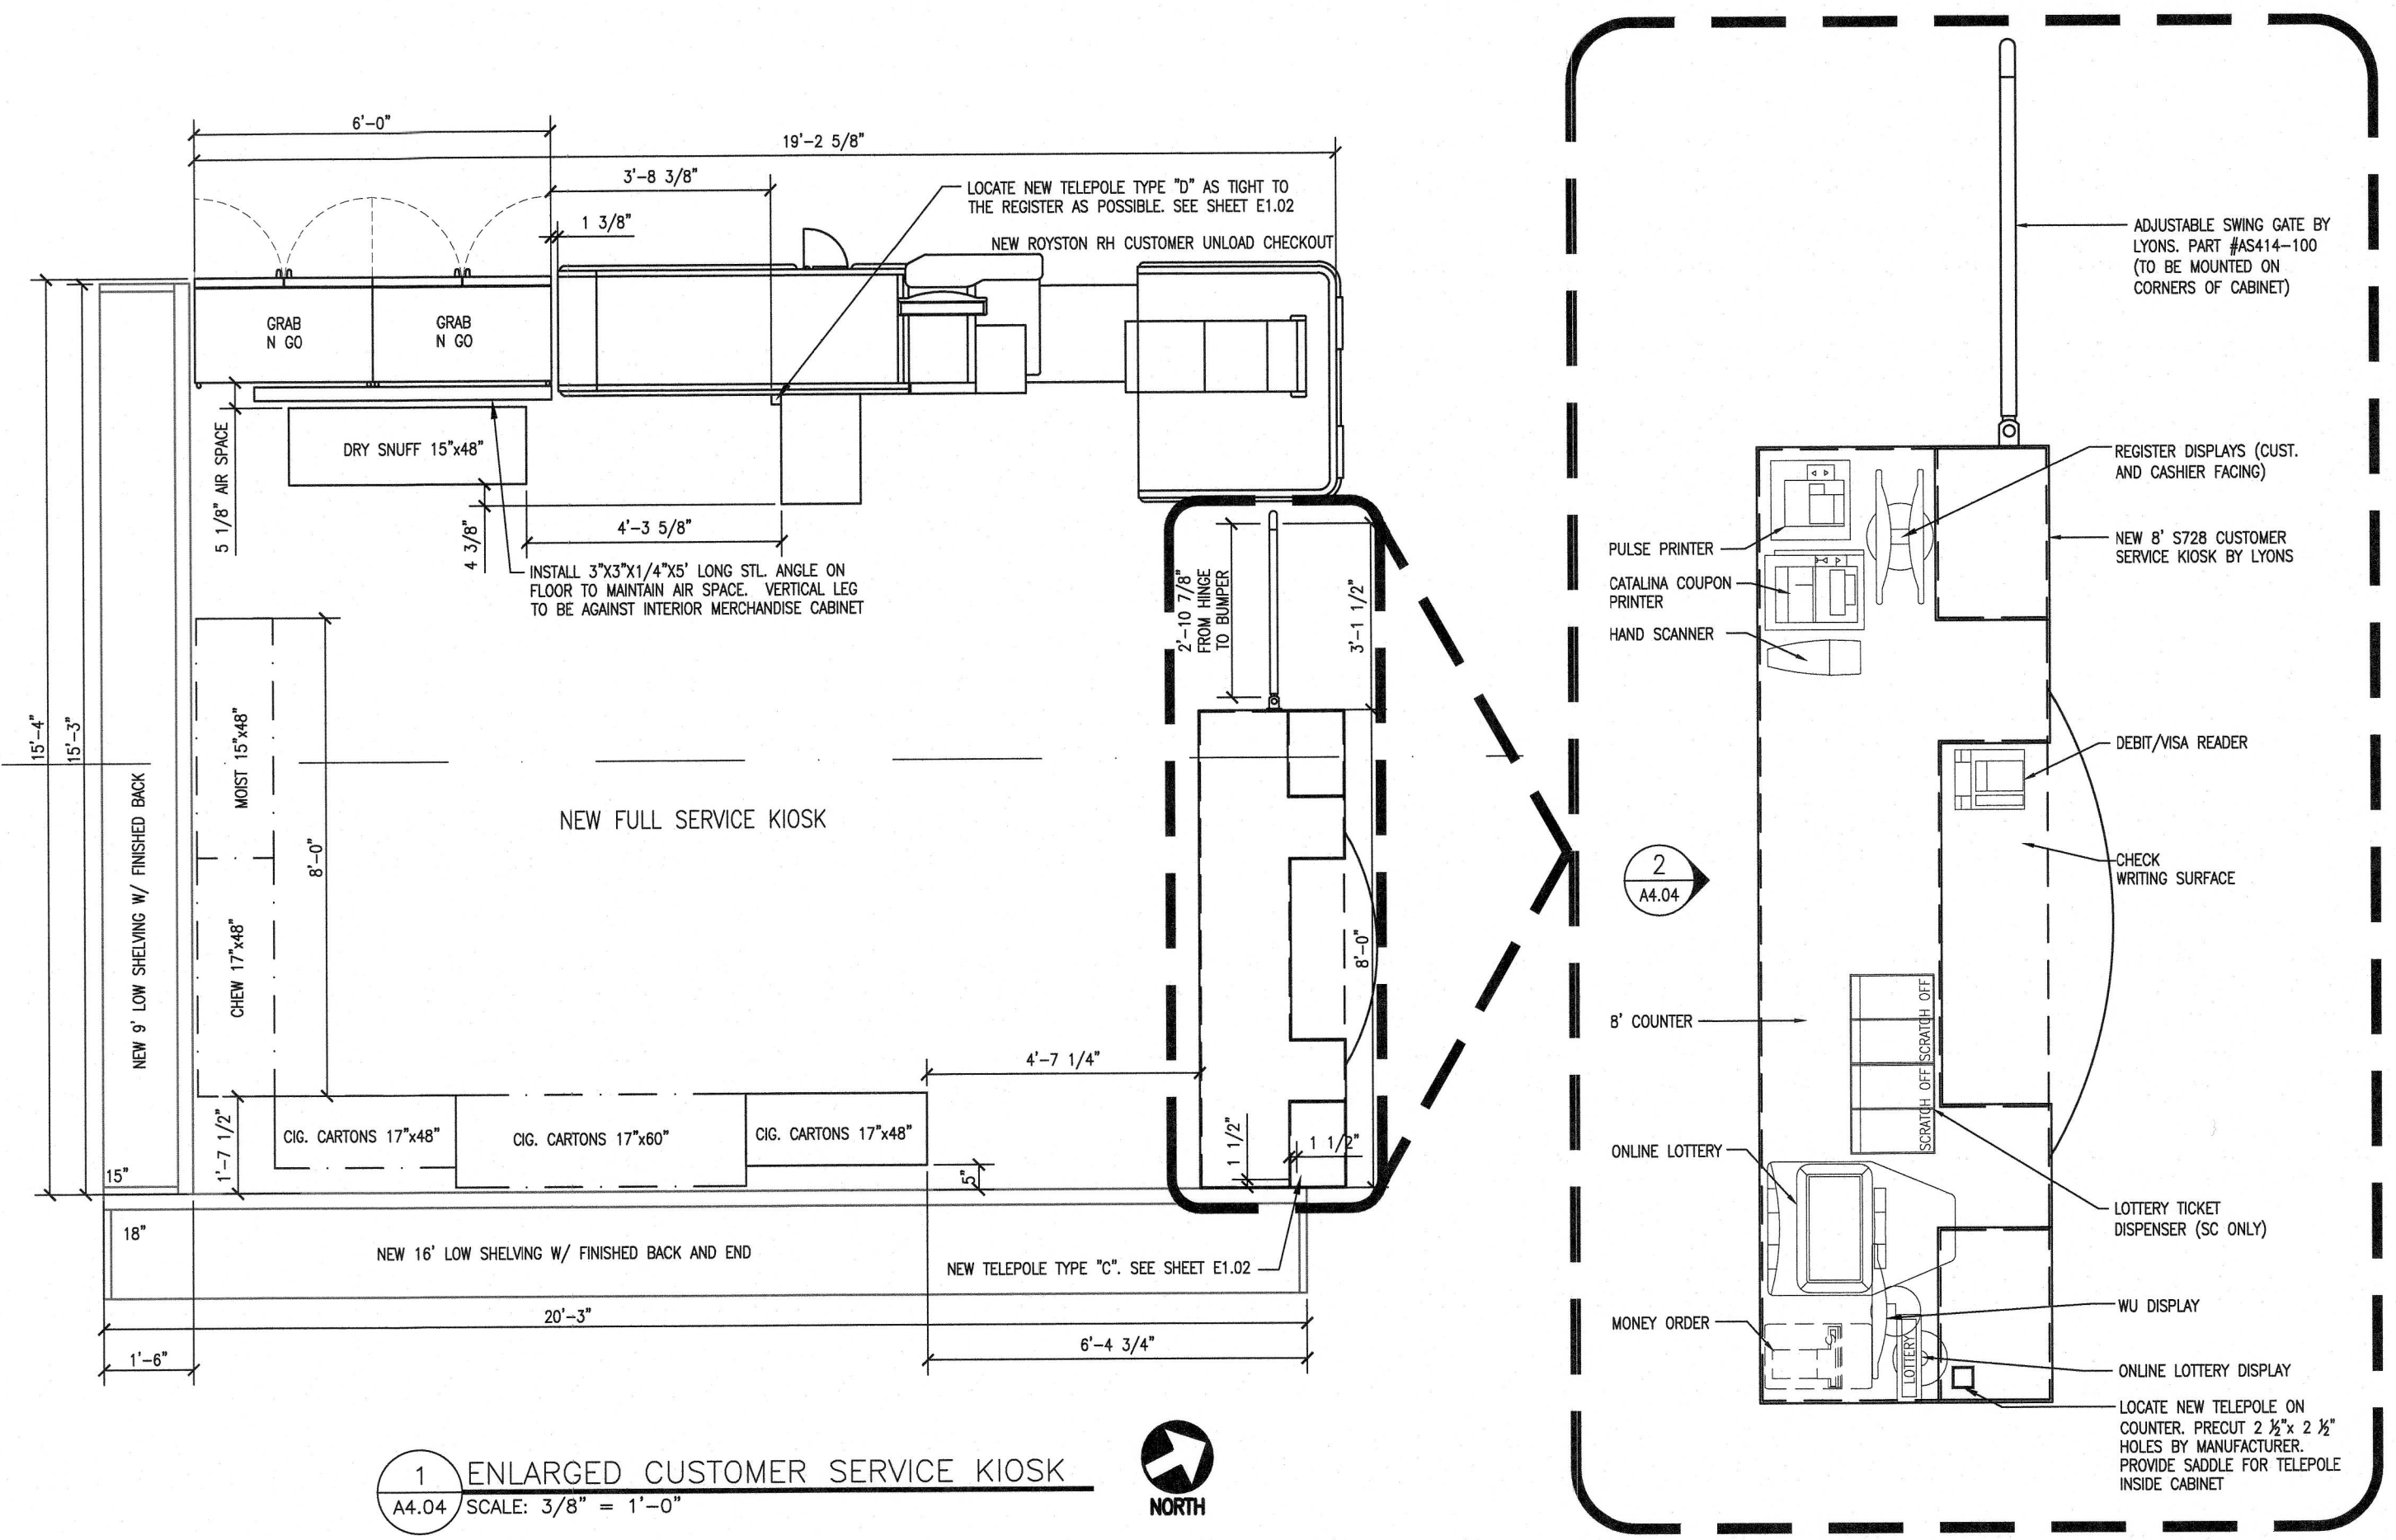 6'-0"
19'-2 5/8"
3'-8 3/8"
1 3/8"
LOCATE NEW TELEPOLE TYPE "D" AS TIGHT TO
THE REGISTER AS POSSIBLE. SEE SHEET E1.02
NEW ROYSTON RH CUSTOMER UNLOAD CHECKOUT
GRAB
N GO
GRAB
N GO
DRY SNUFF 15"x48"
5 1/8" AIR SPACE
4 3/8"
4'-3 5/8"
INSTALL 3"X3"X1/4"X5' LONG STL. ANGLE ON
FLOOR TO MAINTAIN AIR SPACE. VERTICAL LEG
TO BE AGAINST INTERIOR MERCHANDISE CABINET
2'-10 7/8"
FROM HINGE
TO BUMPER
3'-1 1/2"
15'-4"
15'-3"
NEW 9' LOW SHELVING W/ FINISHED BACK
MOIST 15"x48"
CHEW 17"x48"
8'-0"
NEW FULL SERVICE KIOSK
8'-0"
4'-7 1/4"
1'-7 1/2"
CIG. CARTONS 17"x48"
CIG. CARTONS 17"x60"
CIG. CARTONS 17"x48"
5"
1 1/2"
1 1/2"
15"
18"
NEW 16' LOW SHELVING W/ FINISHED BACK AND END
NEW TELEPOLE TYPE "C". SEE SHEET E1.02
20'-3"
1'-6"
6'-4 3/4"
1
A4.04
ENLARGED CUSTOMER SERVICE KIOSK
SCALE: 3/8" = 1'-0"
NORTH
ADJUSTABLE SWING GATE BY
LYONS. PART #AS414-100
(TO BE MOUNTED ON
CORNERS OF CABINET)
REGISTER DISPLAYS (CUST.
AND CASHIER FACING)
NEW 8' S728 CUSTOMER
SERVICE KIOSK BY LYONS
PULSE PRINTER
CATALINA COUPON
PRINTER
HAND SCANNER
DEBIT/VISA READER
2
A4.04
CHECK
WRITING SURFACE
8' COUNTER
SCRATCH OFF
SCRATCH OFF
ONLINE LOTTERY
LOTTERY TICKET
DISPENSER (SC ONLY)
WU DISPLAY
MONEY ORDER
LOTTERY
ONLINE LOTTERY DISPLAY
LOCATE NEW TELEPOLE ON
COUNTER. PRECUT 2 ½"x 2 ½"
HOLES BY MANUFACTURER.
PROVIDE SADDLE FOR TELEPOLE
INSIDE CABINET